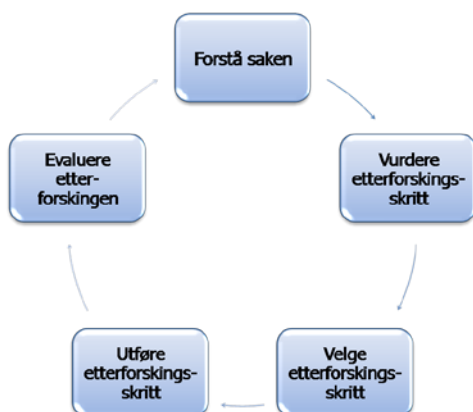 Forstå saken
Vurdere
etterforskings-
skritt
Velge
etterforskings-
skritt
Utføre
etterforskings-
skritt
Evaluere
etter-
forskingen